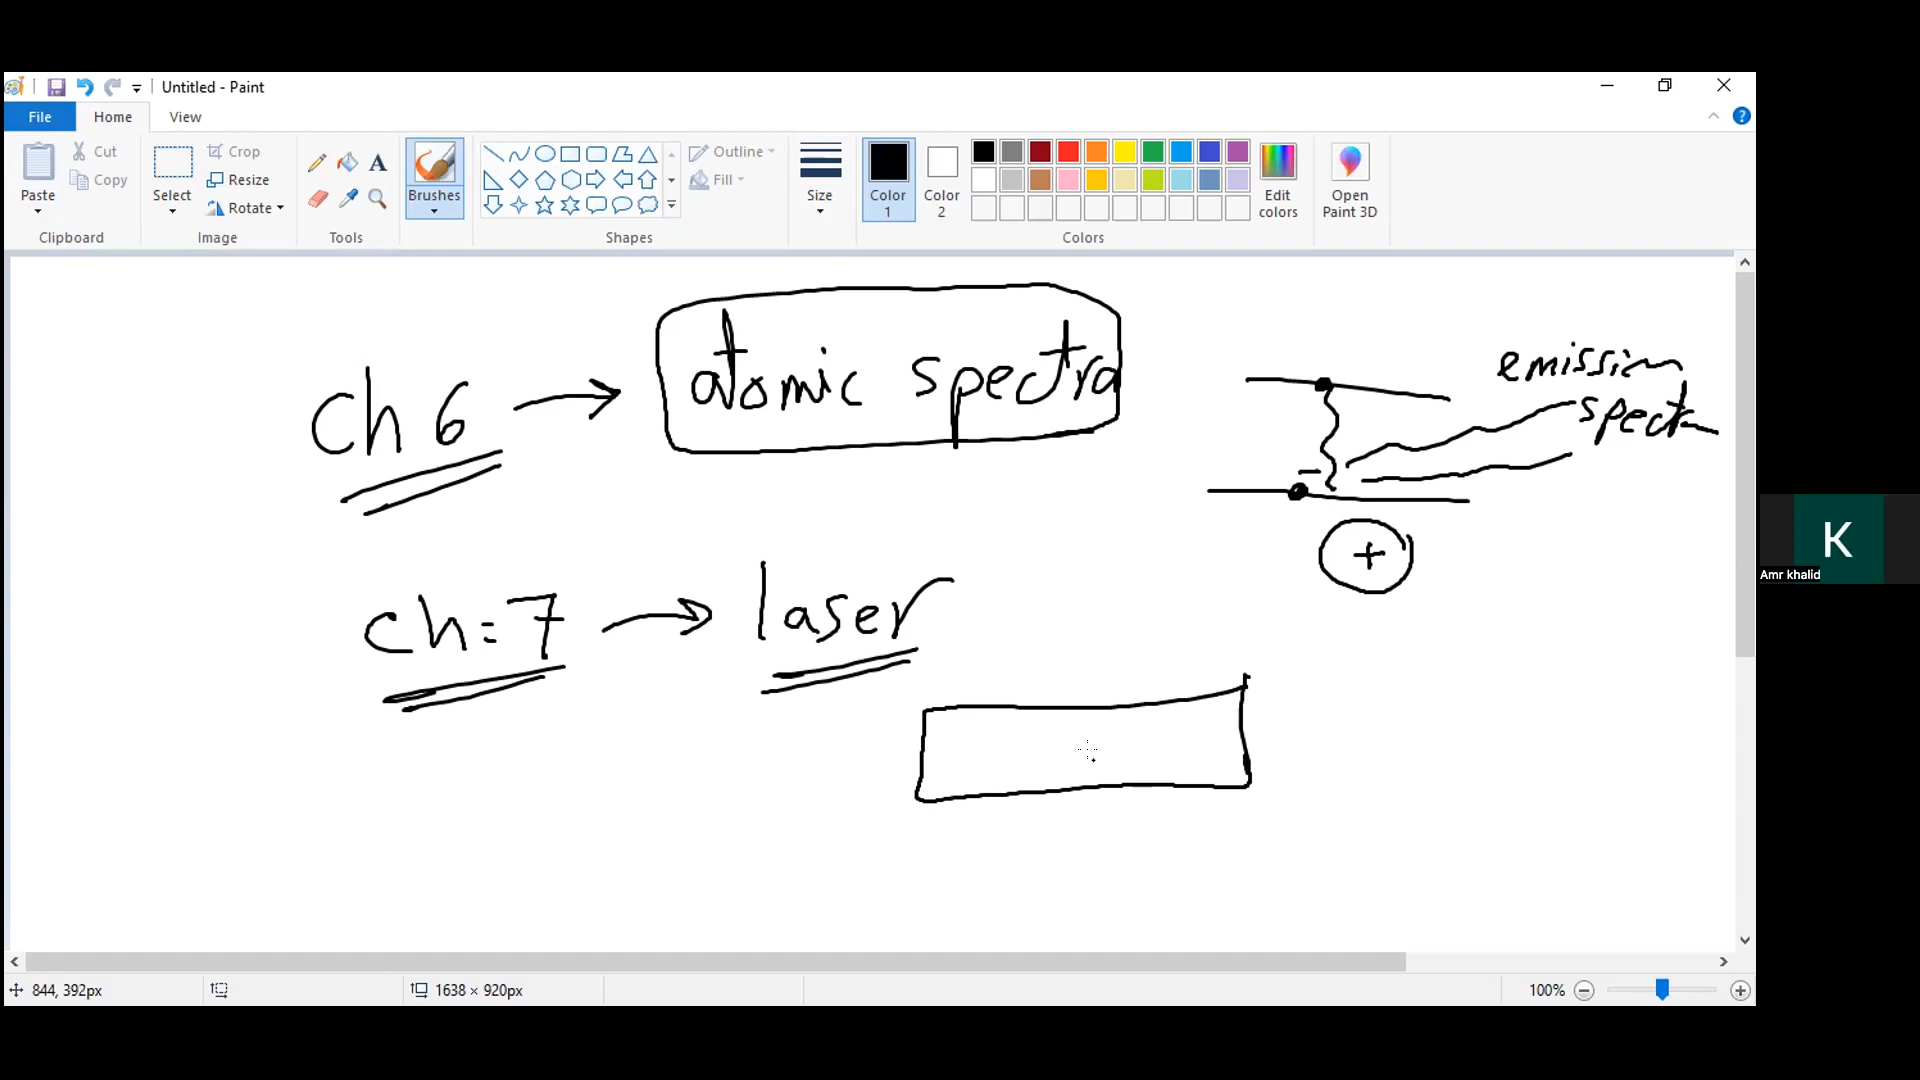 Untitled - Paint
File Home View
Paste
Cut
Copy
Clipboard
Select
Crop
Resize
Rotate
Image
A
Tools
Brushes
Shapes
Outline
Fill
Size
Color 1
Color 2
Edit colors
Open Paint 3D
Colors
ch 6 → atomic spectra
emission
spectra
+
ch = 7 → laser
K
Amr khalid
844, 392px
1638 × 920px
100%